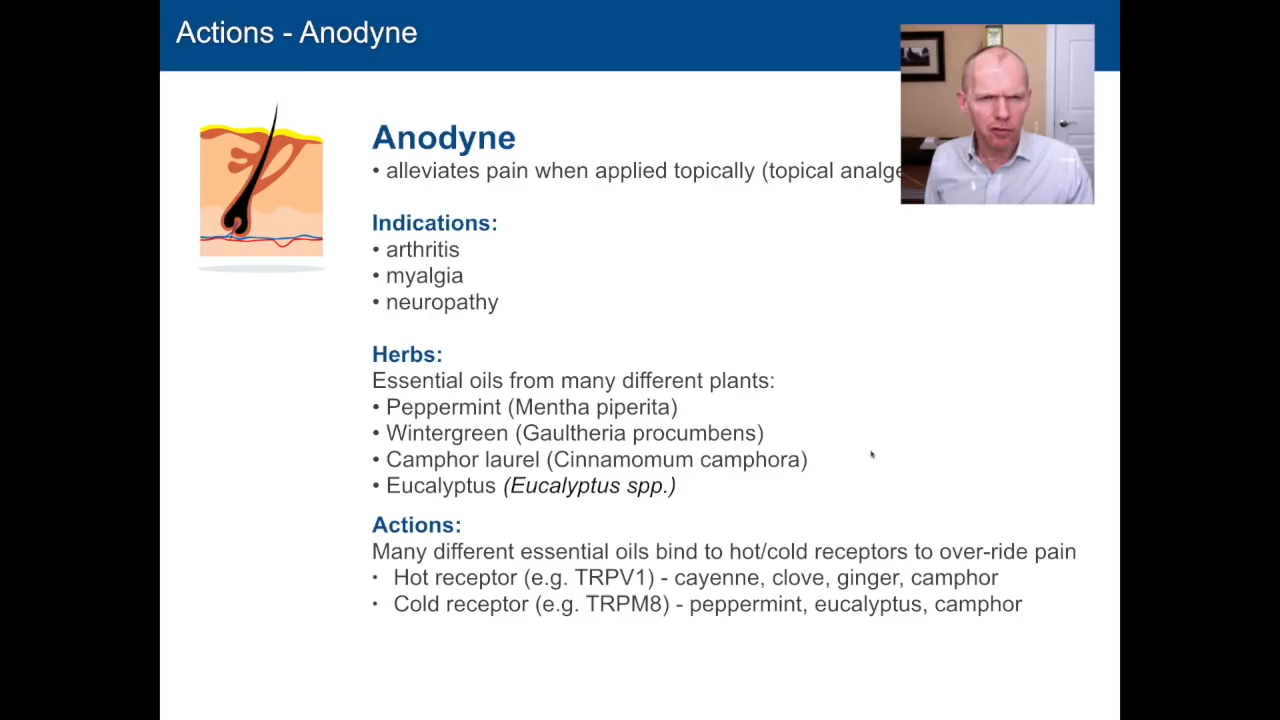 Actions - Anodyne
Anodyne
• alleviates pain when applied topically (topical
Indications:
• arthritis
• myalgia
• neuropathy
Herbs:
Essential oils from many different plants:
• Peppermint (Mentha piperita)
• Wintergreen (Gaultheria procumbens)
• Camphor laurel (Cinnamomum camphora)
• Eucalyptus (Eucalyptus spp.)
Actions:
Many different essential oils bind to hot/cold receptors to over-ride pain
• Hot receptor (e.g. TRPV1) - cayenne, clove, ginger, camphor
• Cold receptor (e.g. TRPM8) - peppermint, eucalyptus, camphor